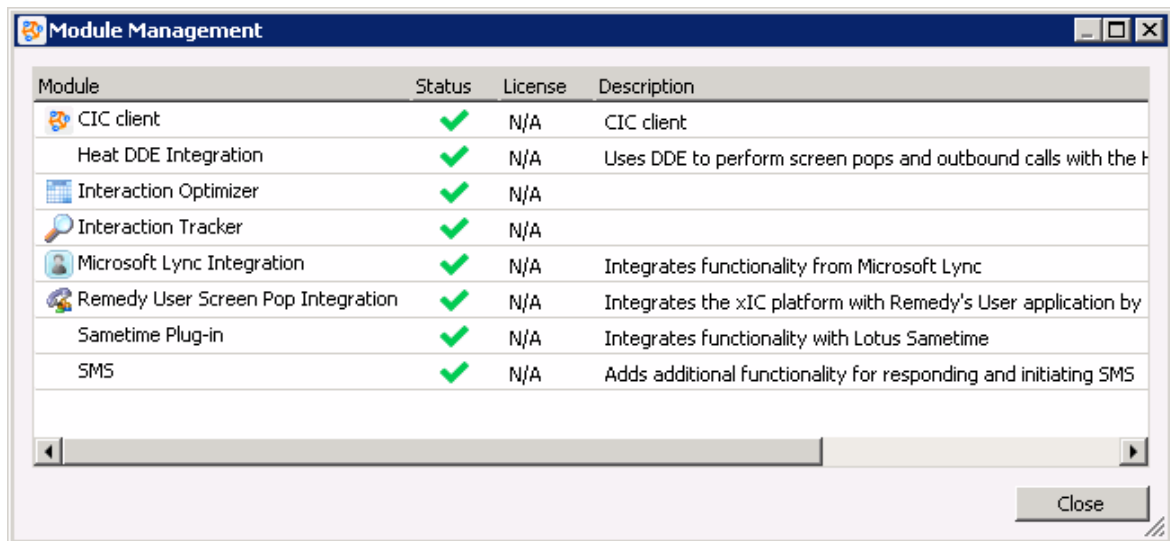 Module Management
Module Status License Description
CIC client N/A CIC client
Heat DDE Integration N/A Uses DDE to perform screen pops and outbound calls with the
Interaction Optimizer N/A
Interaction Tracker N/A
Microsoft Lync Integration N/A Integrates functionality from Microsoft Lync
Remedy User Screen Pop Integration N/A Integrates the xIC platform with Remedy's User application by
Sametime Plug-in N/A Integrates functionality with Lotus Sametime
SMS N/A Adds additional functionality for responding and initiating SMS
Close